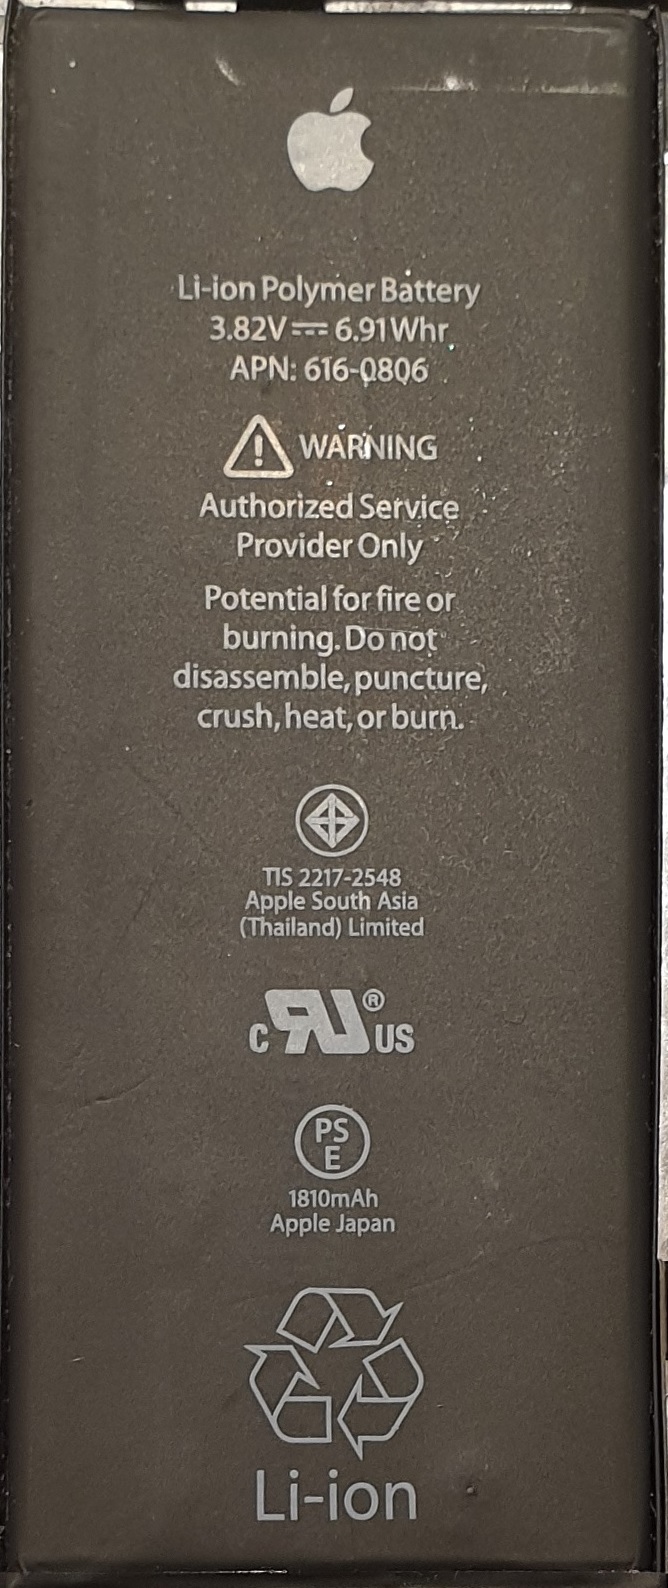 Li-ion Polymer Battery
3.82V⎓6.91Whr
APN: 616-0806
WARNING
Authorized Service
Provider Only
Potential for fire or
burning. Do not
disassemble, puncture,
crush, heat, or burn.
TIS 2217-2548
Apple South Asia
(Thailand) Limited
c RU® US
PS
E
1810mAh
Apple Japan
Li-ion